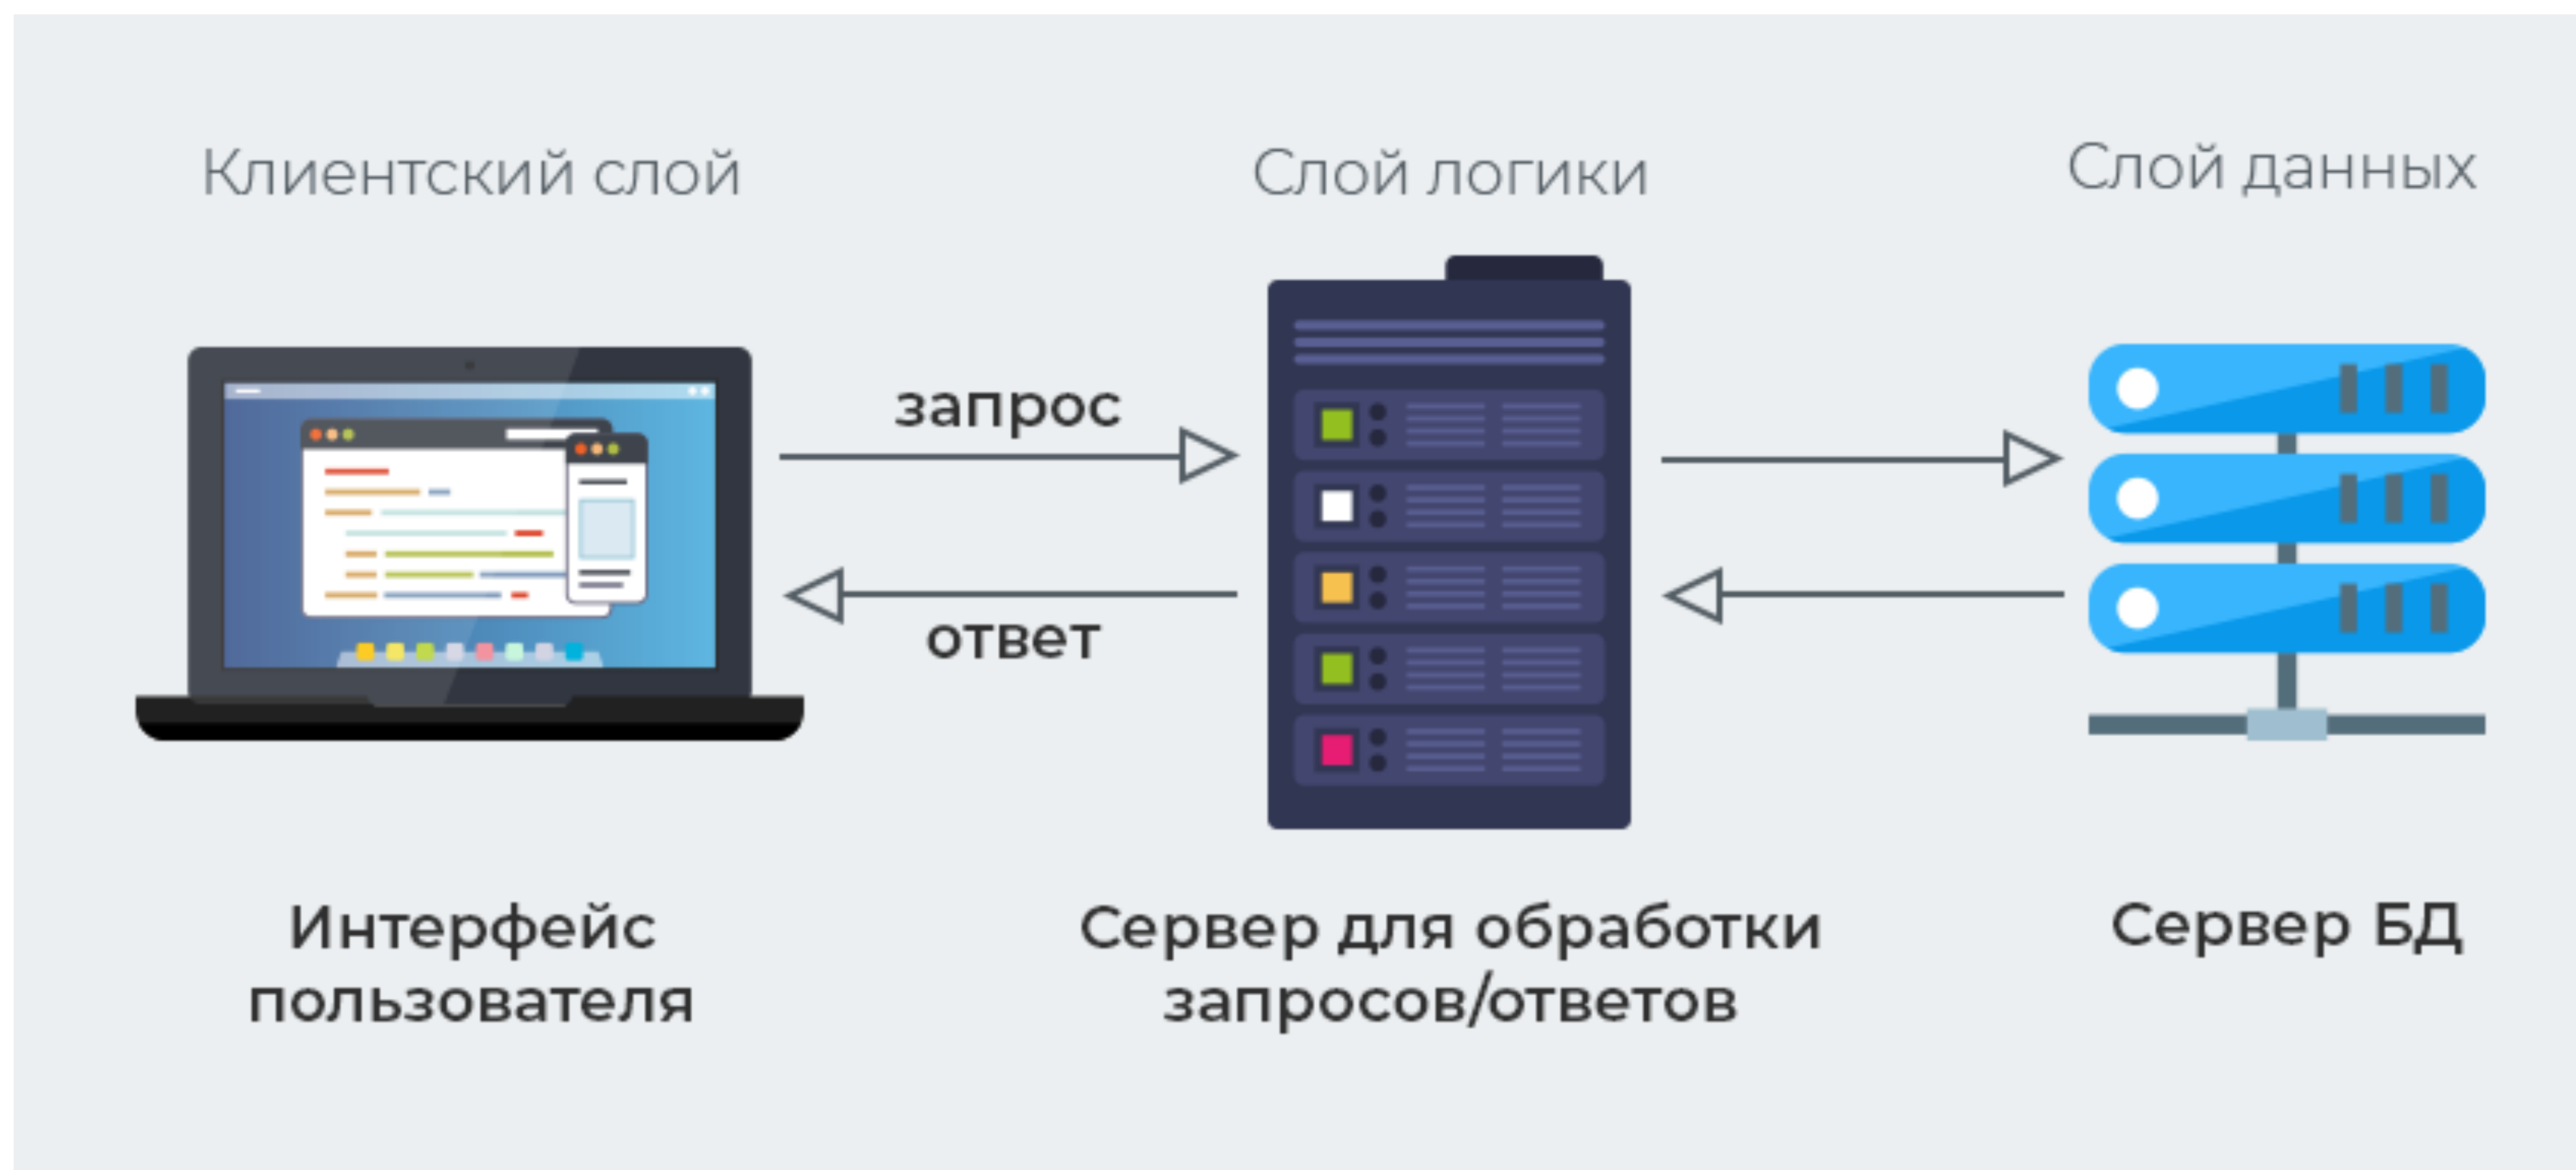 Клиентский слой
Слой логики
Слой данных
запрос
ответ
Интерфейс
пользователя
Сервер для обработки
запросов/ответов
Сервер БД